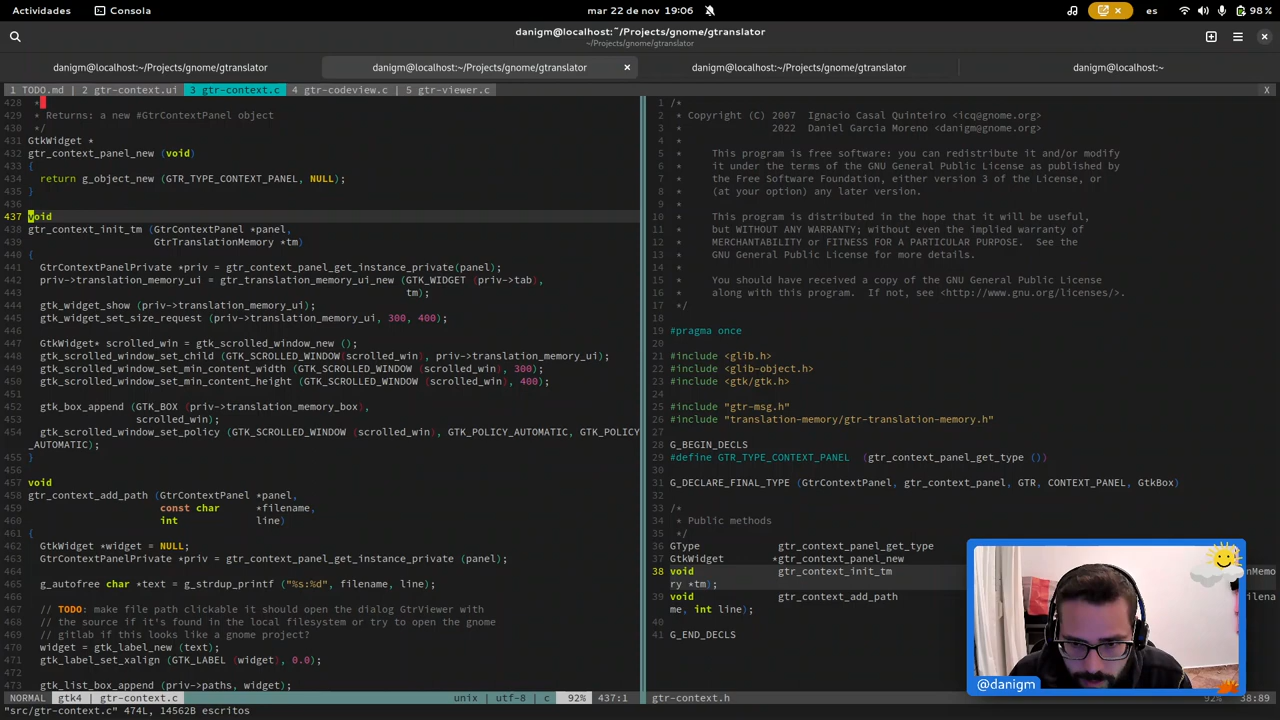 Actividades Consola mar 22 de nov 19:06 es 98 %
danigm@localhost:~/Projects/gnome/gtranslator
~/Projects/gnome/gtranslator
danigm@localhost:~/Projects/gnome/gtranslator danigm@localhost:~/Projects/gnome/gtranslator danigm@localhost:~/Projects/gnome/gtranslator danigm@localhost:~
1 TODO.md | 2 gtr-context.ui 3 gtr-context.c 4 gtr-codeview.c | 5 gtr-viewer.c X
428 *
429 * Returns: a new #GtrContextPanel object
430 */
431 GtkWidget *
432 gtr_context_panel_new (void)
433 {
434 return g_object_new (GTR_TYPE_CONTEXT_PANEL, NULL);
435 }
436
437 void
438 gtr_context_init_tm (GtrContextPanel *panel,
439 GtrTranslationMemory *tm)
440 {
441 GtrContextPanelPrivate *priv = gtr_context_panel_get_instance_private(panel);
442 priv->translation_memory_ui = gtr_translation_memory_ui_new (GTK_WIDGET (priv->tab),
443 tm);
444 gtk_widget_show (priv->translation_memory_ui);
445 gtk_widget_set_size_request (priv->translation_memory_ui, 300, 400);
446
447 GtkWidget* scrolled_win = gtk_scrolled_window_new ();
448 gtk_scrolled_window_set_child (GTK_SCROLLED_WINDOW(scrolled_win), priv->translation_memory_ui);
449 gtk_scrolled_window_set_min_content_width (GTK_SCROLLED_WINDOW (scrolled_win), 300);
450 gtk_scrolled_window_set_min_content_height (GTK_SCROLLED_WINDOW (scrolled_win), 400);
451
452 gtk_box_append (GTK_BOX (priv->translation_memory_box),
453 scrolled_win);
454 gtk_scrolled_window_set_policy (GTK_SCROLLED_WINDOW (scrolled_win), GTK_POLICY_AUTOMATIC, GTK_POLICY
_AUTOMATIC);
455 }
456
457 void
458 gtr_context_add_path (GtrContextPanel *panel,
459 const char *filename,
460 int line)
461 {
462 GtkWidget *widget = NULL;
463 GtrContextPanelPrivate *priv = gtr_context_panel_get_instance_private (panel);
464
465 g_autofree char *text = g_strdup_printf ("%s:%d", filename, line);
466
467 // TODO: make file path clickable it should open the dialog GtrViewer with
468 // the source if it's found in the local filesystem or try to open the gnome
469 // gitlab if this looks like a gnome project?
470 widget = gtk_label_new (text);
471 gtk_label_set_xalign (GTK_LABEL (widget), 0.0);
472
473 gtk_list_box_append (priv->paths, widget);
NORMAL gtk4 | gtr-context.c unix | utf-8 | c 92% 437:1
1 /*
2 * Copyright (C) 2007 Ignacio Casal Quinteiro <icq@gnome.org>
3 * 2022 Daniel Garcia Moreno <danigm@gnome.org>
4 *
5 * This program is free software: you can redistribute it and/or modify
6 * it under the terms of the GNU General Public License as published by
7 * the Free Software Foundation, either version 3 of the License, or
8 * (at your option) any later version.
9 *
10 * This program is distributed in the hope that it will be useful,
11 * but WITHOUT ANY WARRANTY; without even the implied warranty of
12 * MERCHANTABILITY or FITNESS FOR A PARTICULAR PURPOSE. See the
13 * GNU General Public License for more details.
14 *
15 * You should have received a copy of the GNU General Public License
16 * along with this program. If not, see <http://www.gnu.org/licenses/>.
17 */
18
19 #pragma once
20
21 #include <glib.h>
22 #include <glib-object.h>
23 #include <gtk/gtk.h>
24
25 #include "gtr-msg.h"
26 #include "translation-memory/gtr-translation-memory.h"
27
28 G_BEGIN_DECLS
29 #define GTR_TYPE_CONTEXT_PANEL (gtr_context_panel_get_type ())
30
31 G_DECLARE_FINAL_TYPE (GtrContextPanel, gtr_context_panel, GTR, CONTEXT_PANEL, GtkBox)
32
33 /*
34 * Public methods
35 */
36 GType gtr_context_panel_get_type
37 GtkWidget *gtr_context_panel_new
38 void gtr_context_init_tm nMemo
ry *tm);
39 void gtr_context_add_path ilena
me, int line);
40
41 G_END_DECLS
gtr-context.h 92% 38:89
@danigm
"src/gtr-context.c" 474L, 14562B escritos